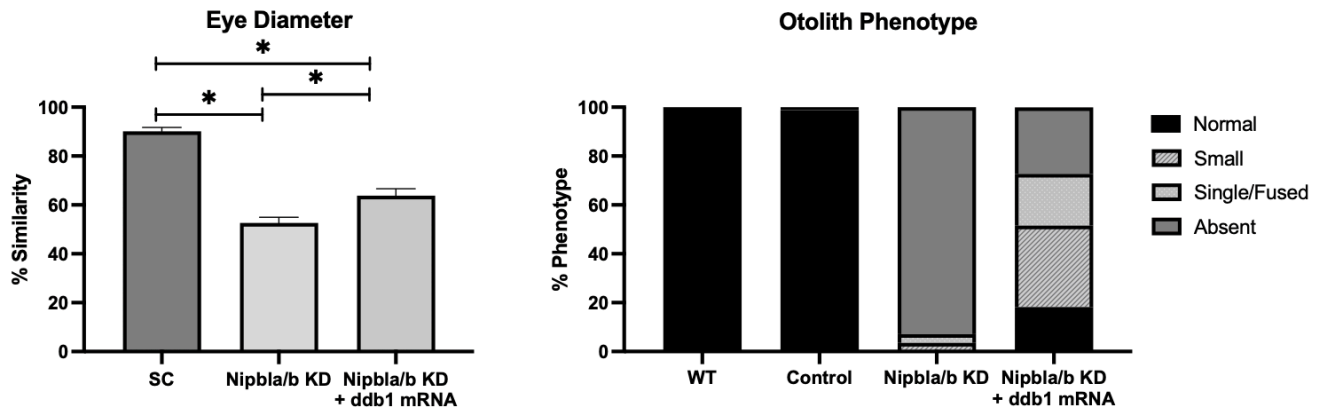 Eye Diameter
*
*
*
100
80
60
40
20
0
% Similarity
SC
Nipbla/b KD
Nipbla/b KD
+ ddb1 mRNA
Otolith Phenotype
100
80
60
40
20
0
% Phenotype
WT
Control
Nipbla/b KD
Nipbla/b KD
+ ddb1 mRNA
Normal
Small
Single/Fused
Absent